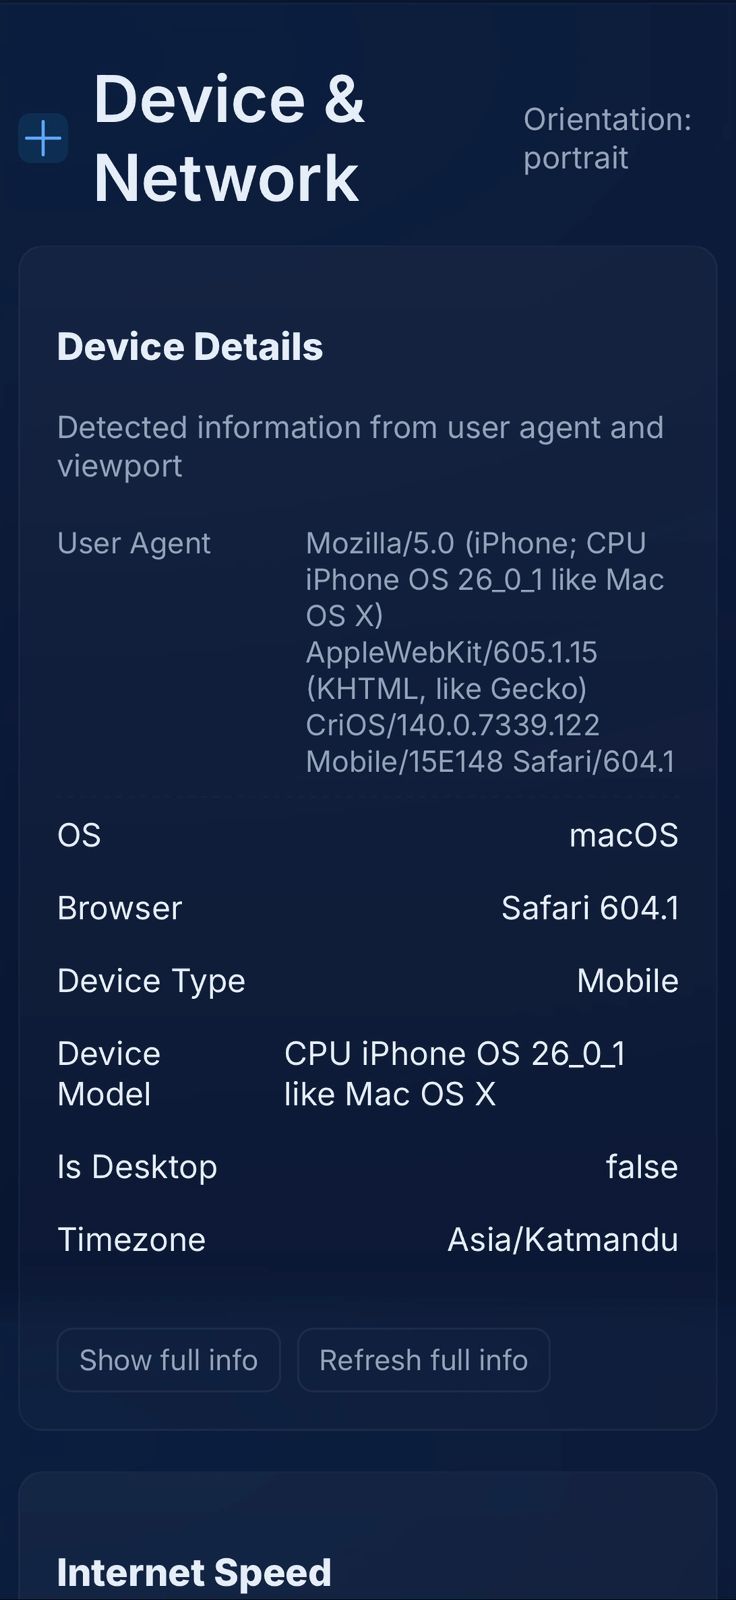 Device &
Network
Orientation:
portrait
Device Details
Detected information from user agent and
viewport
User Agent
Mozilla/5.0 (iPhone; CPU
iPhone OS 26_0_1 like Mac
OS X)
AppleWebKit/605.1.15
(KHTML, like Gecko)
CriOS/140.0.7339.122
Mobile/15E148 Safari/604.1
OS macOS
Browser Safari 604.1
Device Type Mobile
Device
Model
CPU iPhone OS 26_0_1
like Mac OS X
Is Desktop false
Timezone Asia/Katmandu
Show full info Refresh full info
Internet Speed